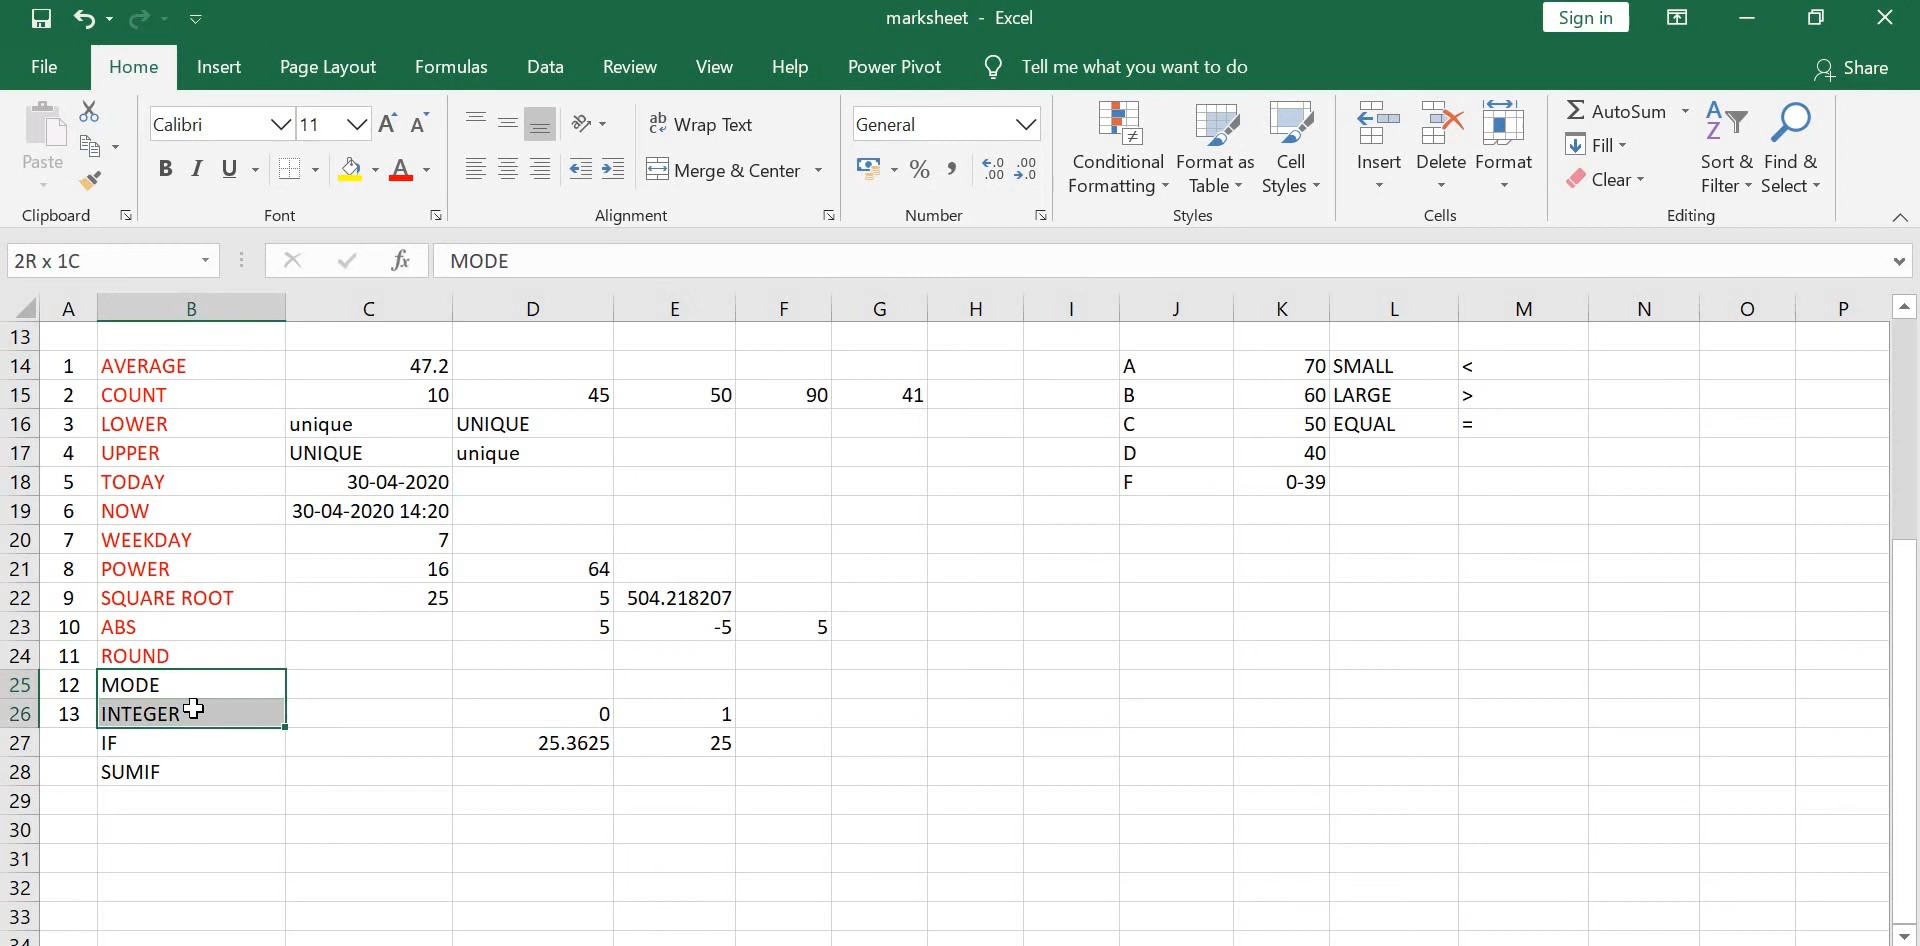 marksheet - Excel
Sign in
File Home Insert Page Layout Formulas Data Review View Help Power Pivot Tell me what you want to do Share
Paste
Clipboard
Calibri 11 A A
B I U A
Font
ab Wrap Text
Merge & Center
Alignment
General
% , .00 .00
Number
Conditional Formatting
Format as Table
Cell Styles
Styles
Insert Delete Format
Cells
AutoSum
Fill
Clear
Sort & Filter
Find & Select
Editing
2R x 1C fx MODE
A B C D E F G H I J K L M N O P
13
14 1 AVERAGE 47.2 A 70 SMALL <
15 2 COUNT 10 45 50 90 41 B 60 LARGE >
16 3 LOWER unique UNIQUE C 50 EQUAL =
17 4 UPPER UNIQUE unique D 40
18 5 TODAY 30-04-2020 F 0-39
19 6 NOW 30-04-2020 14:20
20 7 WEEKDAY 7
21 8 POWER 16 64
22 9 SQUARE ROOT 25 5 504.218207
23 10 ABS 5 -5 5
24 11 ROUND
25 12 MODE
26 13 INTEGER 0 1
27 IF 25.3625 25
28 SUMIF
29
30
31
32
33
34